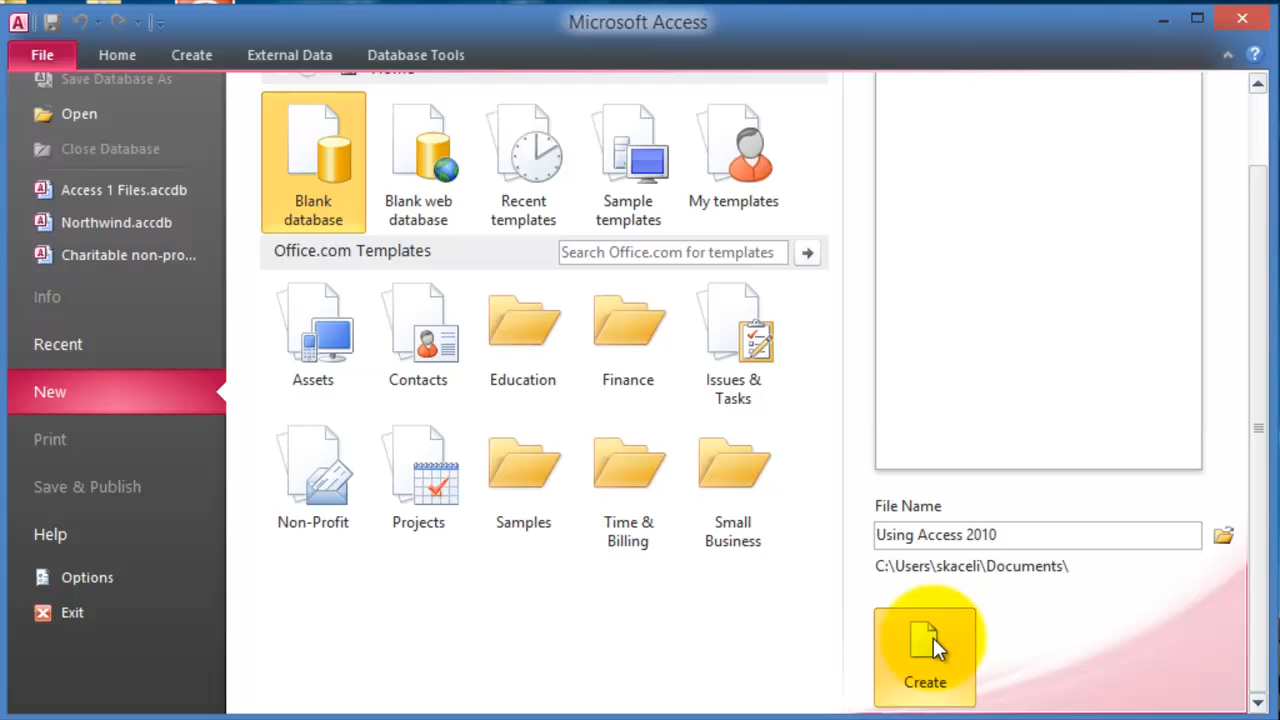 Microsoft Access
File Home Create External Data Database Tools
Save Database As
Open
Close Database
Access 1 Files.accdb
Northwind.accdb
Charitable non-pro...
Info
Recent
New
Print
Save & Publish
Help
Options
Exit
Home
Blank
database
Blank web
database
Recent
templates
Sample
templates
My templates
Office.com Templates
Search Office.com for templates
Assets
Contacts
Education
Finance
Issues &
Tasks
Non-Profit
Projects
Samples
Time &
Billing
Small
Business
File Name
Using Access 2010
C:\Users\skaceli\Documents\
Create